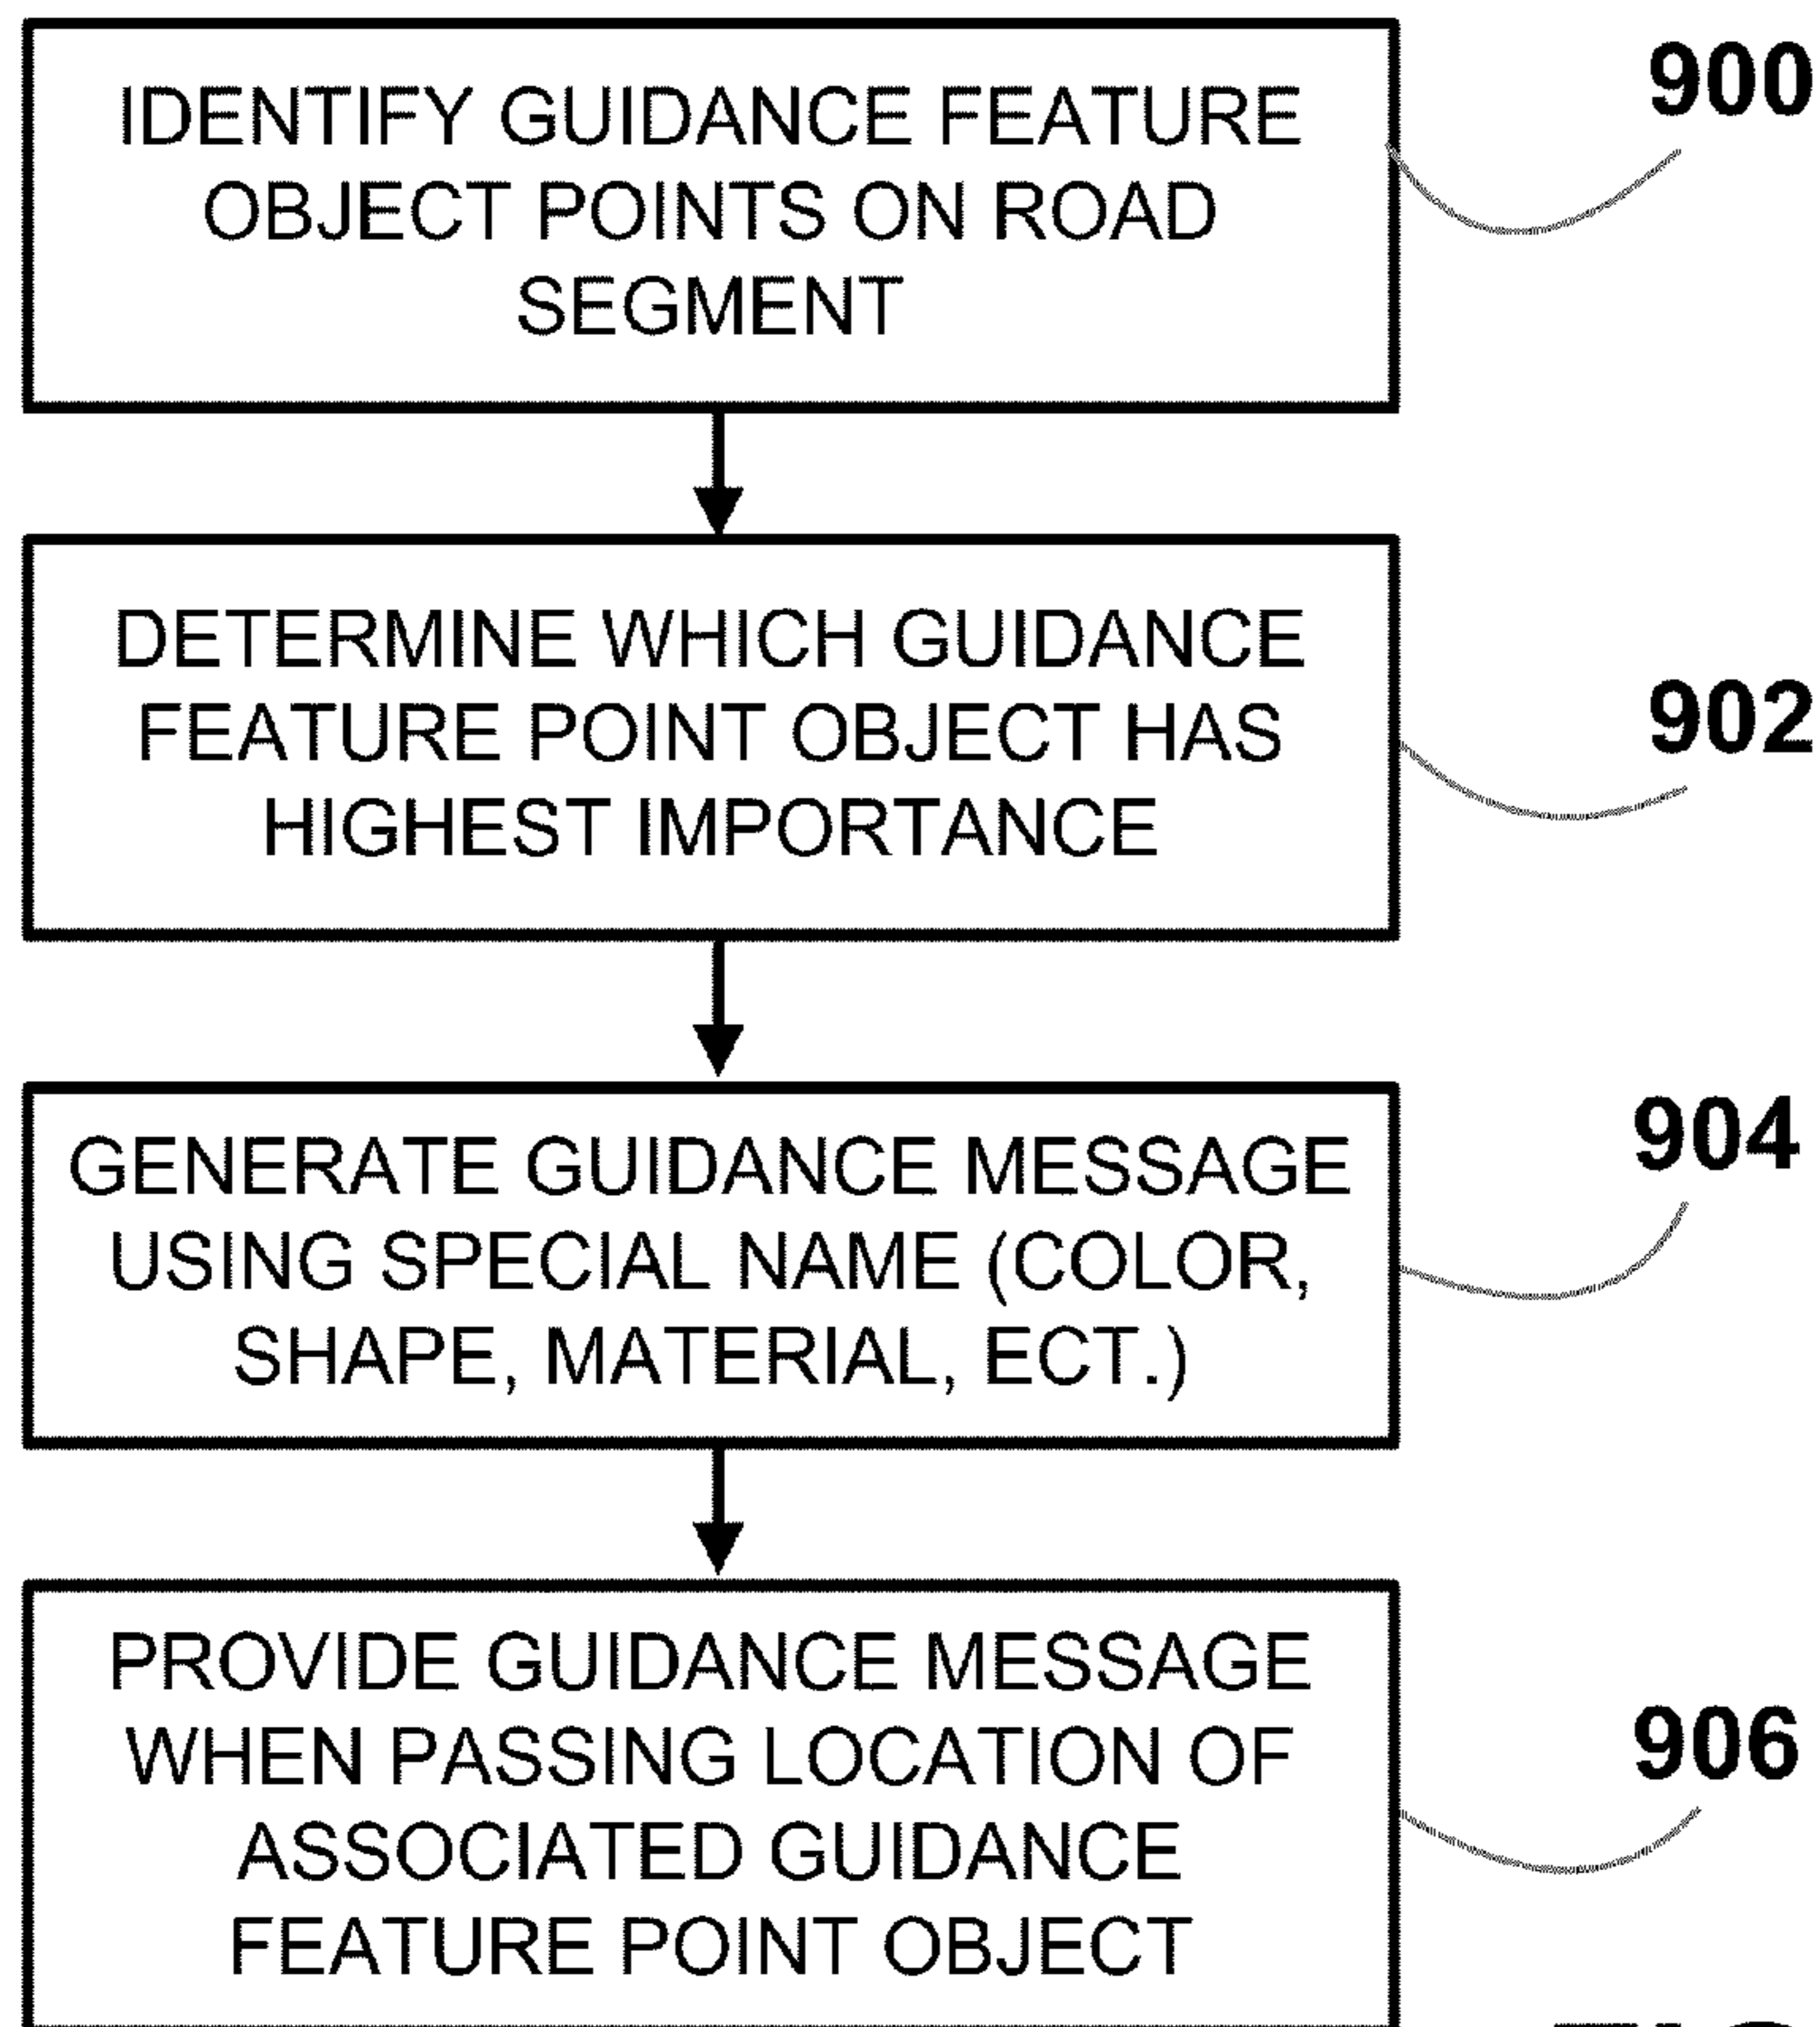 IDENTIFY GUIDANCE FEATURE
OBJECT POINTS ON ROAD
SEGMENT
900
DETERMINE WHICH GUIDANCE
FEATURE POINT OBJECT HAS
HIGHEST IMPORTANCE
902
GENERATE GUIDANCE MESSAGE
USING SPECIAL NAME (COLOR,
SHAPE, MATERIAL, ECT.)
904
PROVIDE GUIDANCE MESSAGE
WHEN PASSING LOCATION OF
ASSOCIATED GUIDANCE
FEATURE POINT OBJECT
906